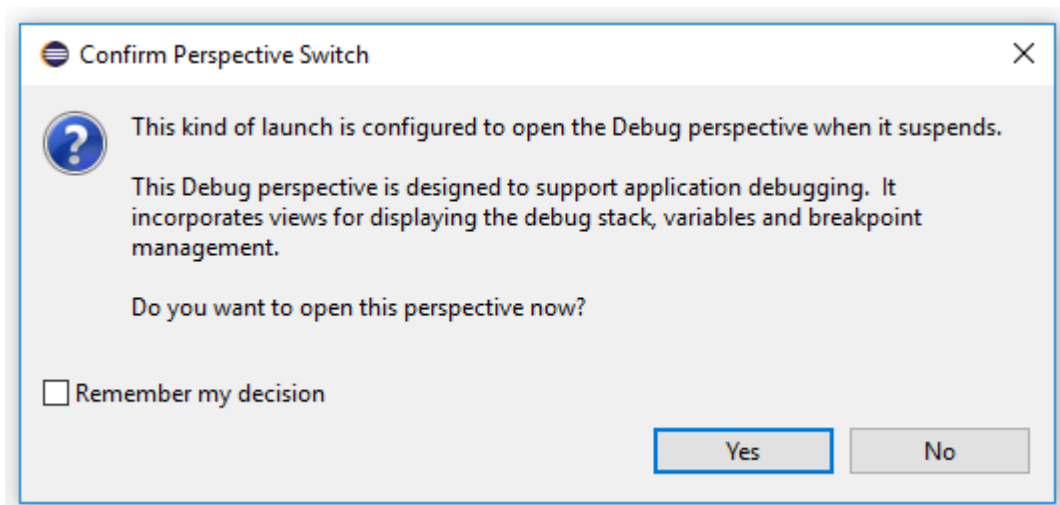 Confirm Perspective Switch
This kind of launch is configured to open the Debug perspective when it suspends.
This Debug perspective is designed to support application debugging.  It
incorporates views for displaying the debug stack, variables and breakpoint
management.
Do you want to open this perspective now?
Remember my decision
Yes
No